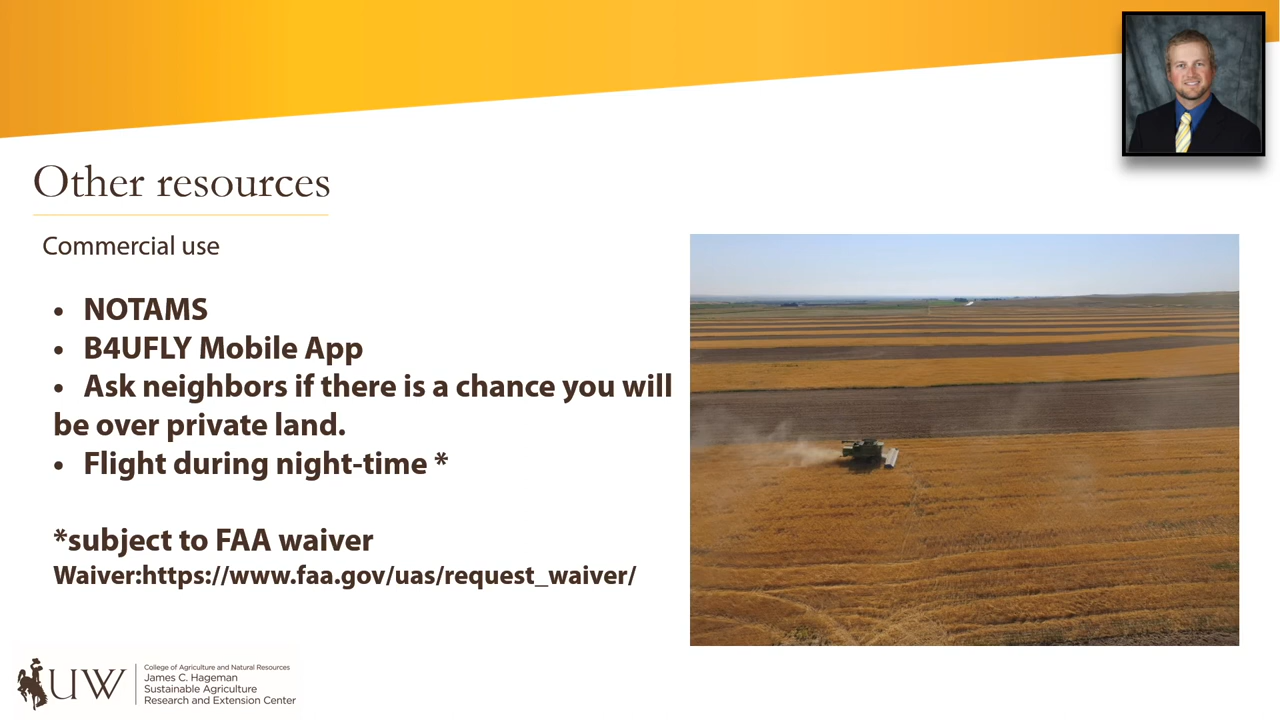 Other resources
Commercial use
• NOTAMS
• B4UFLY Mobile App
• Ask neighbors if there is a chance you will
be over private land.
• Flight during night-time *
*subject to FAA waiver
Waiver:https://www.faa.gov/uas/request_waiver/
UW
College of Agriculture and Natural Resources
James C. Hageman
Sustainable Agriculture
Research and Extension Center